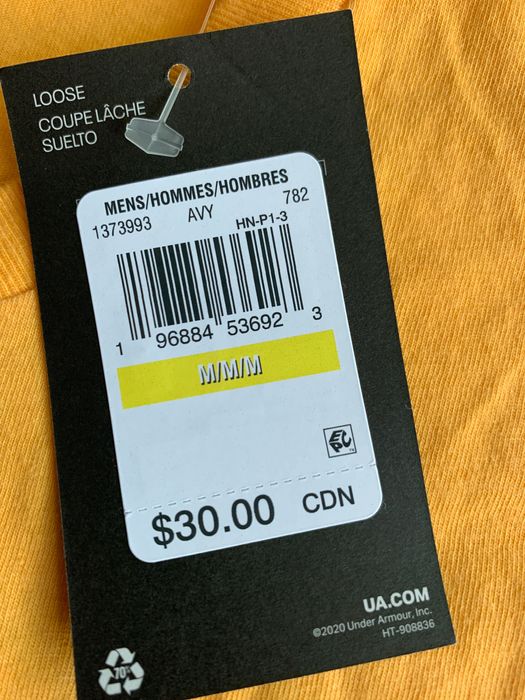 LOOSE
COUPE LÂCHE
SUELTO
MENS/HOMMES/HOMBRES
1373993 AVY 782
HN-P1-3
1 96884 53692 3
M/M/M
EPC
$30.00 CDN
UA.COM
©2020 Under Armour, Inc.
HT-908836
70%